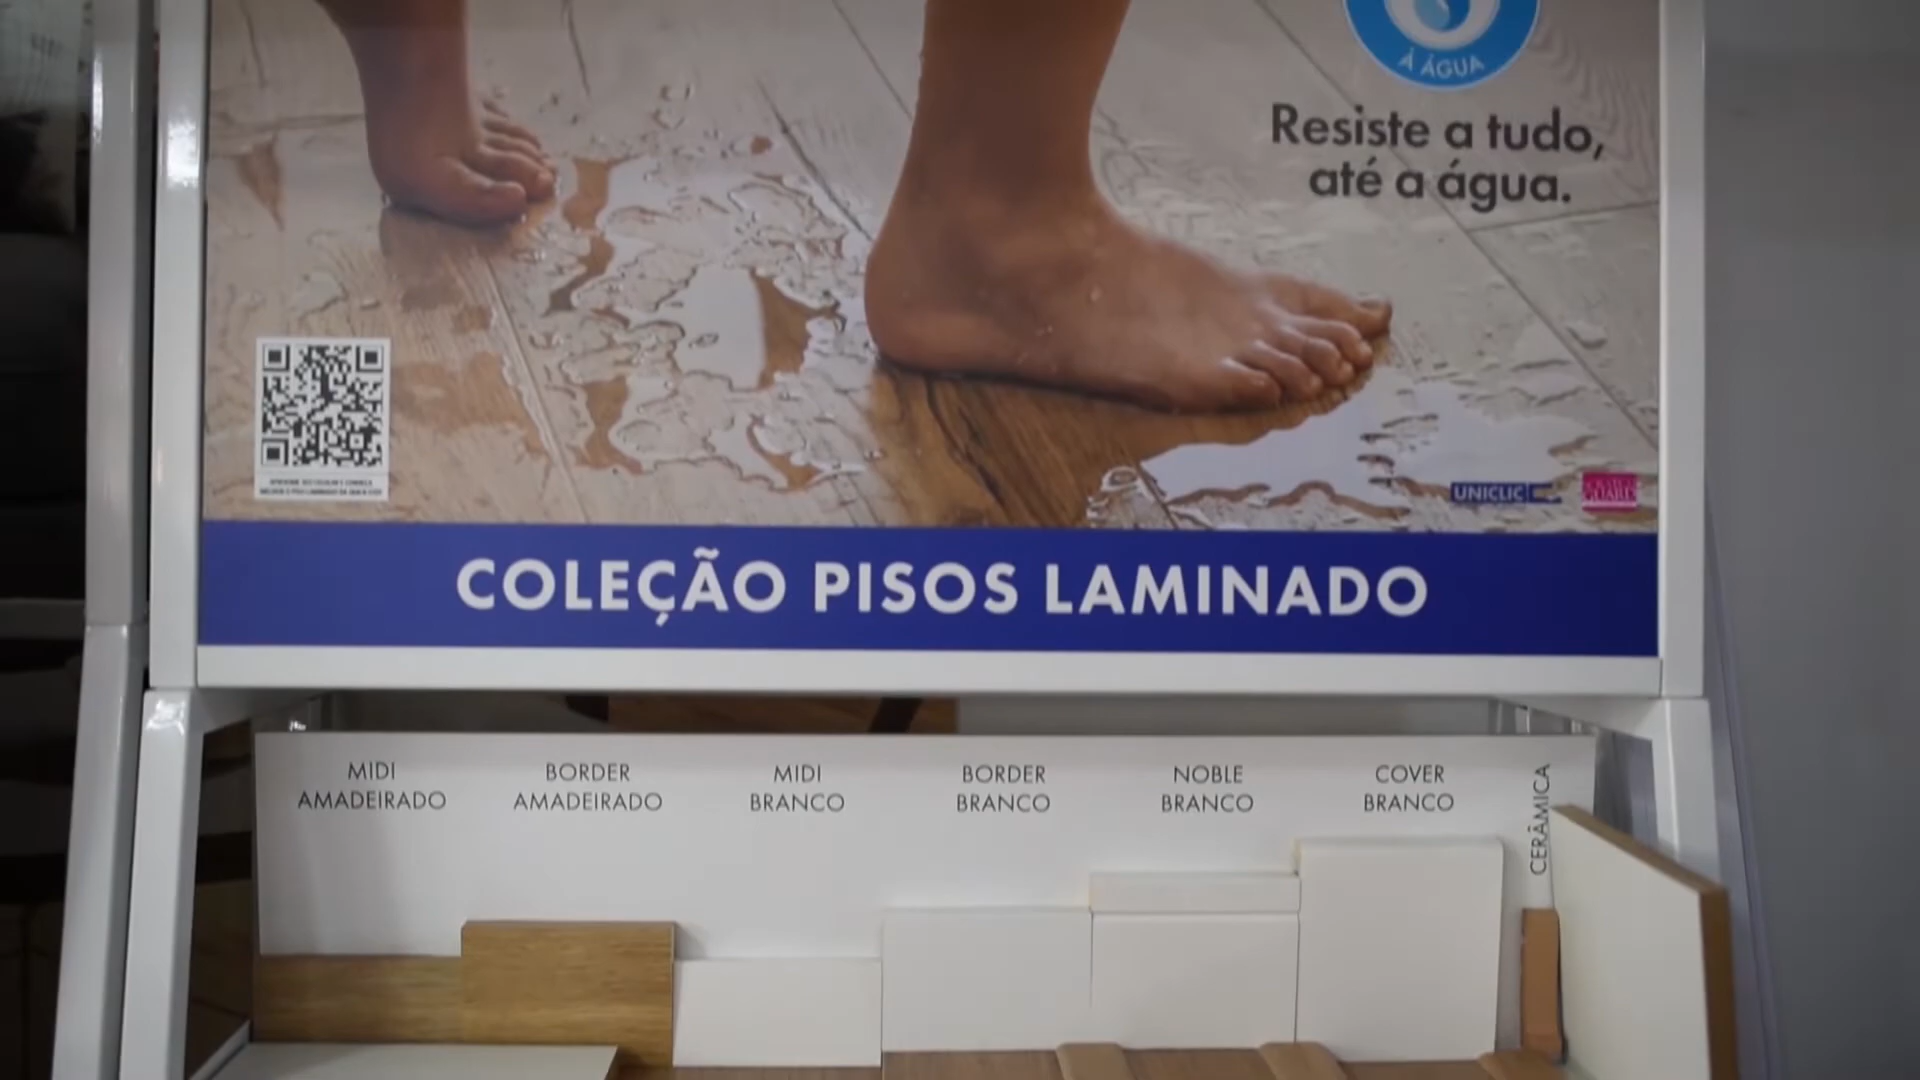 À ÁGUA
Resiste a tudo,
até a água.
UNICLIC
COLEÇÃO PISOS LAMINADO
MIDI
AMADEIRADO
BORDER
AMADEIRADO
MIDI
BRANCO
BORDER
BRANCO
NOBLE
BRANCO
COVER
BRANCO
CERÂMICA